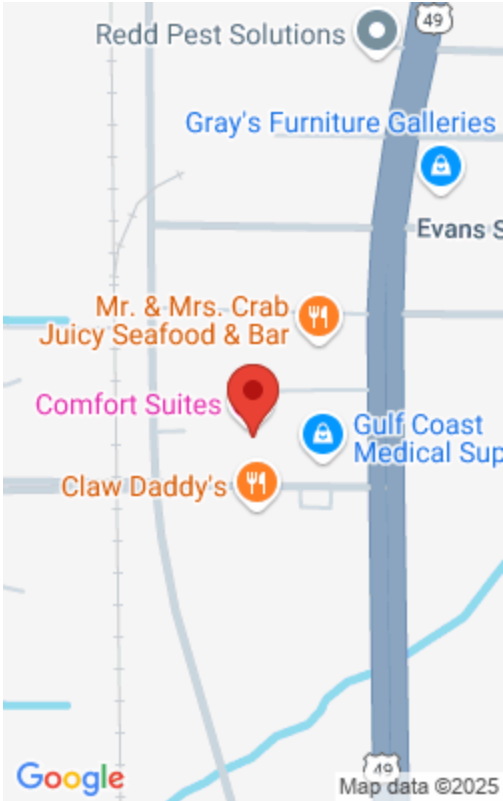 49
Redd Pest Solutions
Gray's Furniture Galleries
Evans S
Mr. & Mrs. Crab
Juicy Seafood & Bar
Comfort Suites
Gulf Coast
Medical Sup
Claw Daddy's
49
Google
Map data ©2025